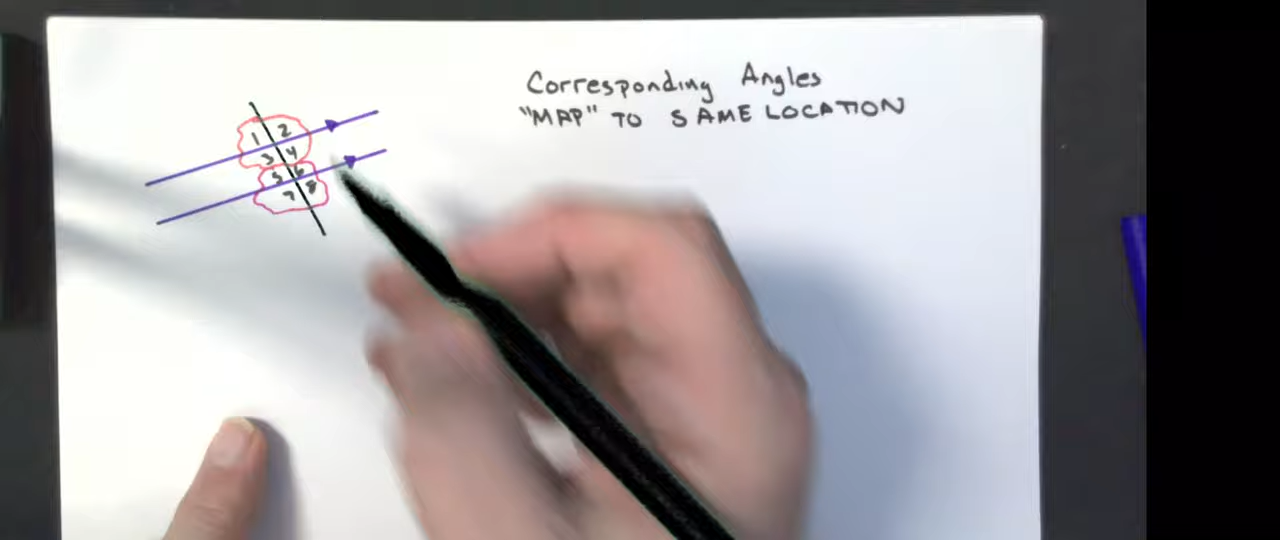 Corresponding Angles
"MAP" TO SAME LOCATION
1 2
3 4
5 6
7 8